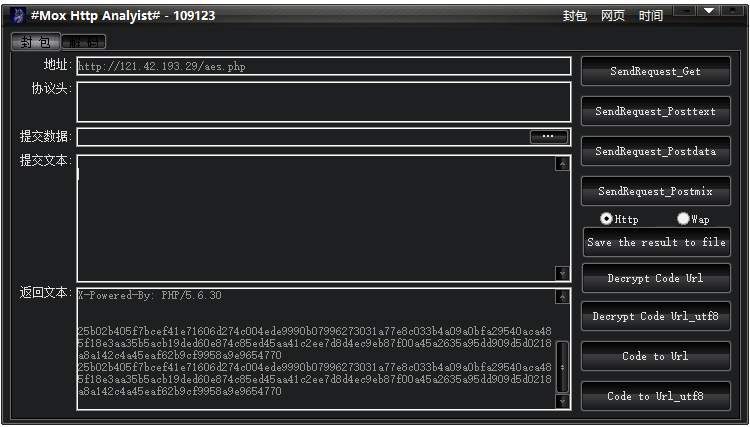 #Mox Http Analyist# - 109123
封包 网页 时间
封 包
解 码
地址:
http://121.42.193.29/aes.php
SendRequest_Get
协议头:
SendRequest_Posttext
提交数据:
...
SendRequest_Postdata
提交文本:
SendRequest_Postmix
Http
Wap
Save the result to file
Decrypt Code Url
返回文本:
X-Powered-By: PHP/5.6.30
25b02b405f7bcef41e71606d274c004ede9990b07996273031a77e8c033b4a09a0bfa29540aca48
5f18e3aa35b5acb19ded60e874c85ed45aa41c2ee7d8d4ec9eb87f00a45a2635a95dd909d5d0218
a8a142c4a45eaf62b9cf9958a9e9654770
25b02b405f7bcef41e71606d274c004ede9990b07996273031a77e8c033b4a09a0bfa29540aca48
5f18e3aa35b5acb19ded60e874c85ed45aa41c2ee7d8d4ec9eb87f00a45a2635a95dd909d5d0218
a8a142c4a45eaf62b9cf9958a9e9654770
Decrypt Code Url_utf8
Code to Url
Code to Url_utf8